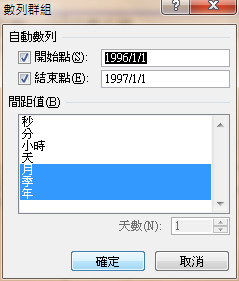 數列群組
自動數列
開始點(S): 1996/1/1
結束點(E): 1997/1/1
間距值(B)
秒
分
小時
天
月
季
年
天數(N): 1
確定 取消